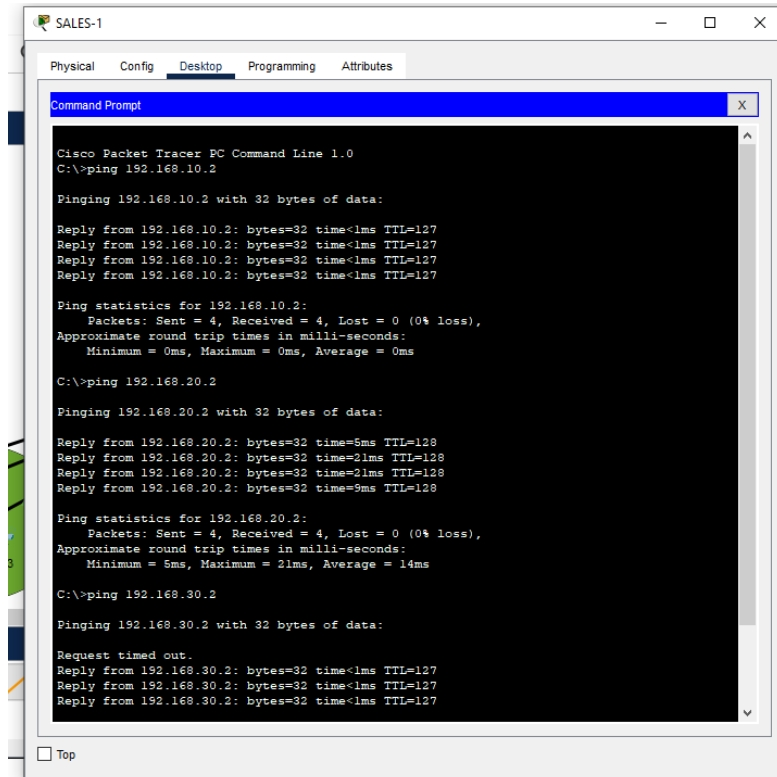 SALES-1
Physical Config Desktop Programming Attributes
Command Prompt
X
Cisco Packet Tracer PC Command Line 1.0
C:\>ping 192.168.10.2
Pinging 192.168.10.2 with 32 bytes of data:
Reply from 192.168.10.2: bytes=32 time<1ms TTL=127
Reply from 192.168.10.2: bytes=32 time<1ms TTL=127
Reply from 192.168.10.2: bytes=32 time<1ms TTL=127
Reply from 192.168.10.2: bytes=32 time<1ms TTL=127
Ping statistics for 192.168.10.2:
Packets: Sent = 4, Received = 4, Lost = 0 (0% loss),
Approximate round trip times in milli-seconds:
Minimum = 0ms, Maximum = 0ms, Average = 0ms
C:\>ping 192.168.20.2
Pinging 192.168.20.2 with 32 bytes of data:
Reply from 192.168.20.2: bytes=32 time=5ms TTL=128
Reply from 192.168.20.2: bytes=32 time=21ms TTL=128
Reply from 192.168.20.2: bytes=32 time=21ms TTL=128
Reply from 192.168.20.2: bytes=32 time=9ms TTL=128
Ping statistics for 192.168.20.2:
Packets: Sent = 4, Received = 4, Lost = 0 (0% loss),
Approximate round trip times in milli-seconds:
Minimum = 5ms, Maximum = 21ms, Average = 14ms
C:\>ping 192.168.30.2
Pinging 192.168.30.2 with 32 bytes of data:
Request timed out.
Reply from 192.168.30.2: bytes=32 time<1ms TTL=127
Reply from 192.168.30.2: bytes=32 time<1ms TTL=127
Reply from 192.168.30.2: bytes=32 time<1ms TTL=127
3
Top